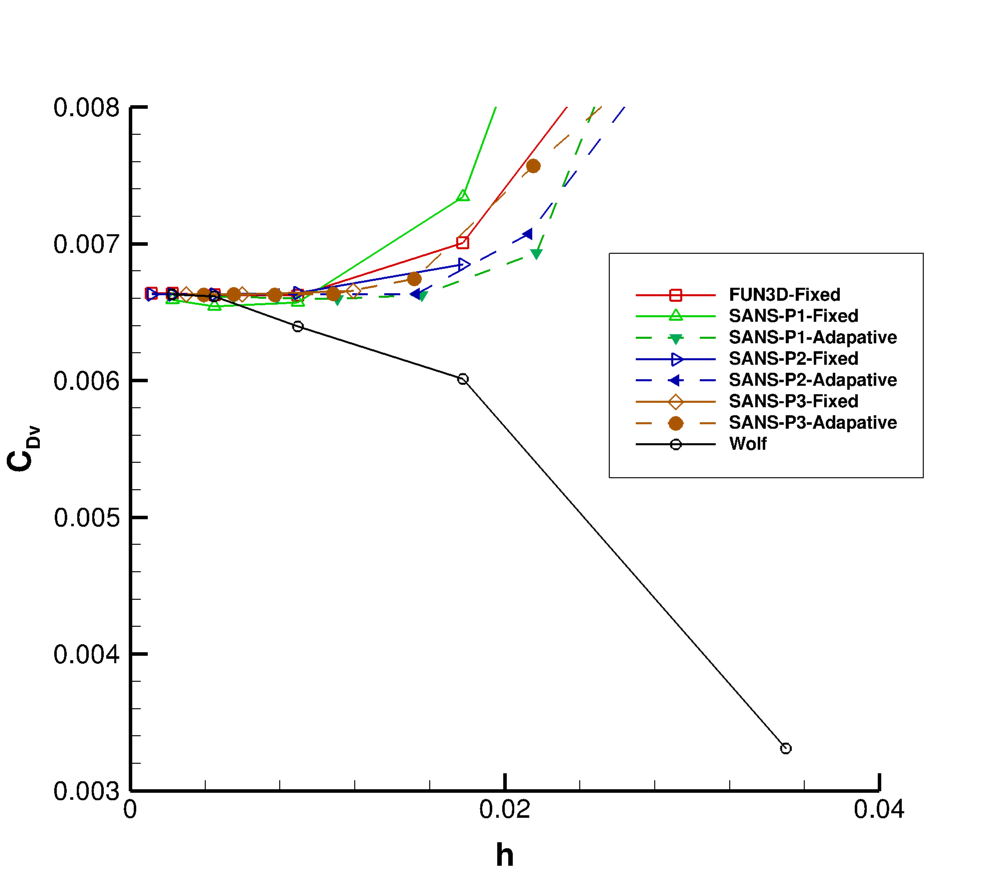 0.008
0.007
0.006
0.005
0.004
0.003
C_Dv
0
0.02
0.04
h
FUN3D-Fixed
SANS-P1-Fixed
SANS-P1-Adapative
SANS-P2-Fixed
SANS-P2-Adapative
SANS-P3-Fixed
SANS-P3-Adapative
Wolf